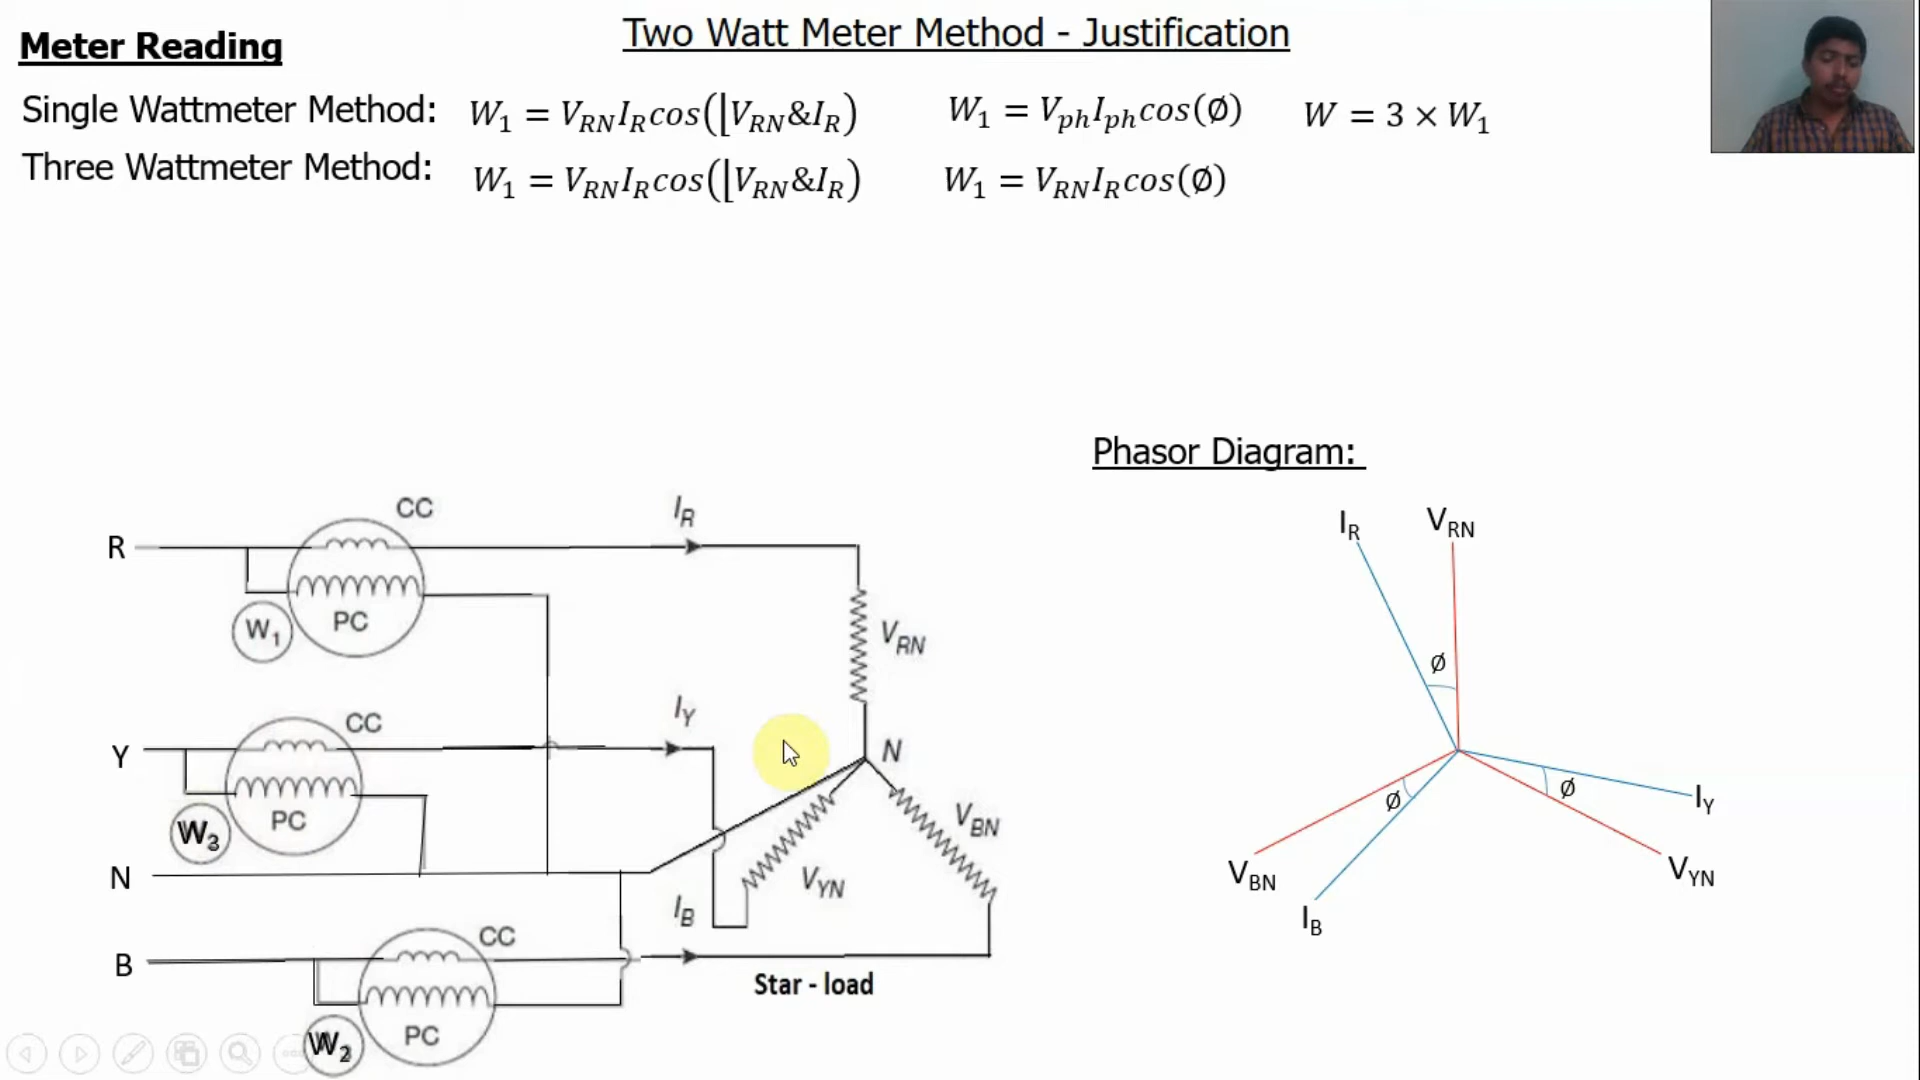 Two Watt Meter Method - Justification
Meter Reading
Single Wattmeter Method: W₁ = V_RN I_R cos(⌊V_RN&I_R) W₁ = V_ph I_ph cos(∅) W = 3 × W₁
Three Wattmeter Method: W₁ = V_RN I_R cos(⌊V_RN&I_R) W₁ = V_RN I_R cos(∅)
Phasor Diagram:
CC
I_R
R
W₁
PC
V_RN
CC
I_Y
Y
N
W₃
PC
V_BN
V_YN
N
I_B
CC
B
Star - load
W₂
PC
I_R
V_RN
∅
∅
∅
I_Y
V_BN
V_YN
I_B